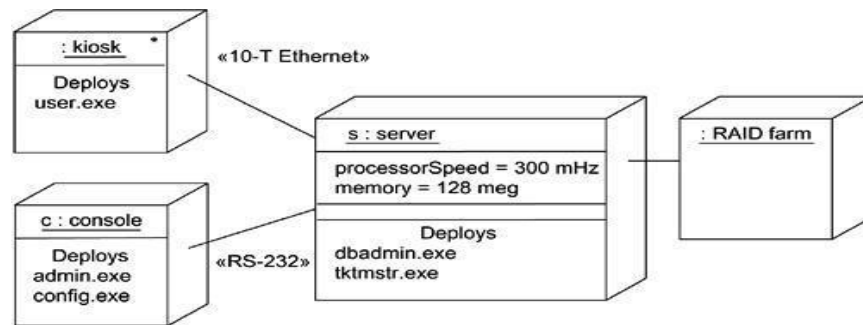 : kiosk *
Deploys
user.exe
«10-T Ethernet»
s : server
processorSpeed = 300 mHz
memory = 128 meg
Deploys
dbadmin.exe
tktmstr.exe
: RAID farm
c : console
Deploys
admin.exe
config.exe
«RS-232»